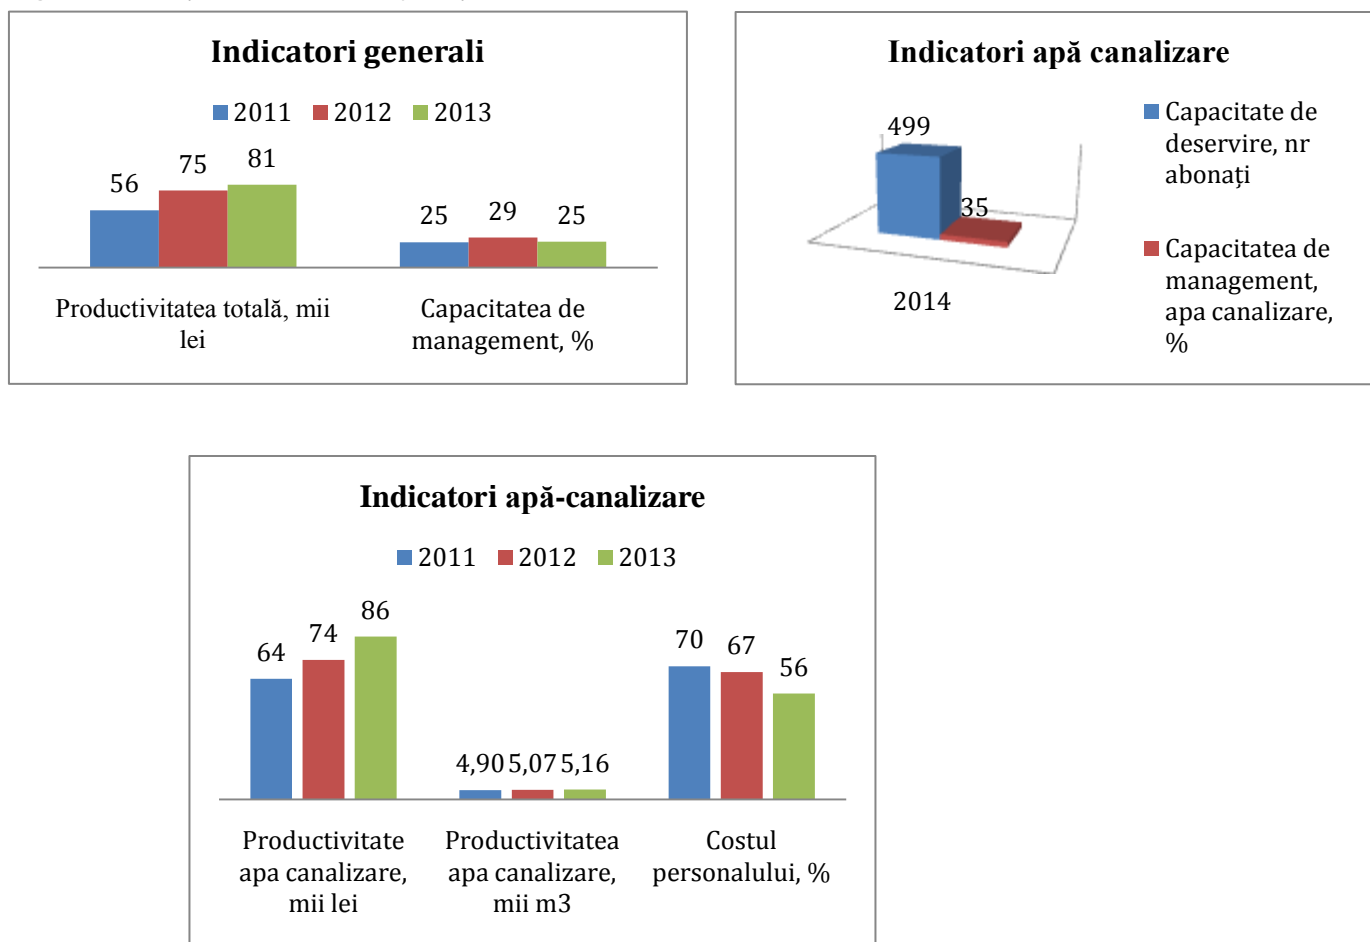 Indicatori generali
2011 2012 2013
56 75 81 25 29 25
Productivitatea totală, mii
lei
Capacitatea de
management, %
Indicatori apă canalizare
499
35
2014
Capacitate de
deservire, nr
abonați
Capacitatea de
management,
apa canalizare,
%
Indicatori apă-canalizare
2011 2012 2013
64 74 86 4,90 5,07 5,16 70 67 56
Productivitate
apa canalizare,
mii lei
Productivitatea
apa canalizare,
mii m3
Costul
personalului, %